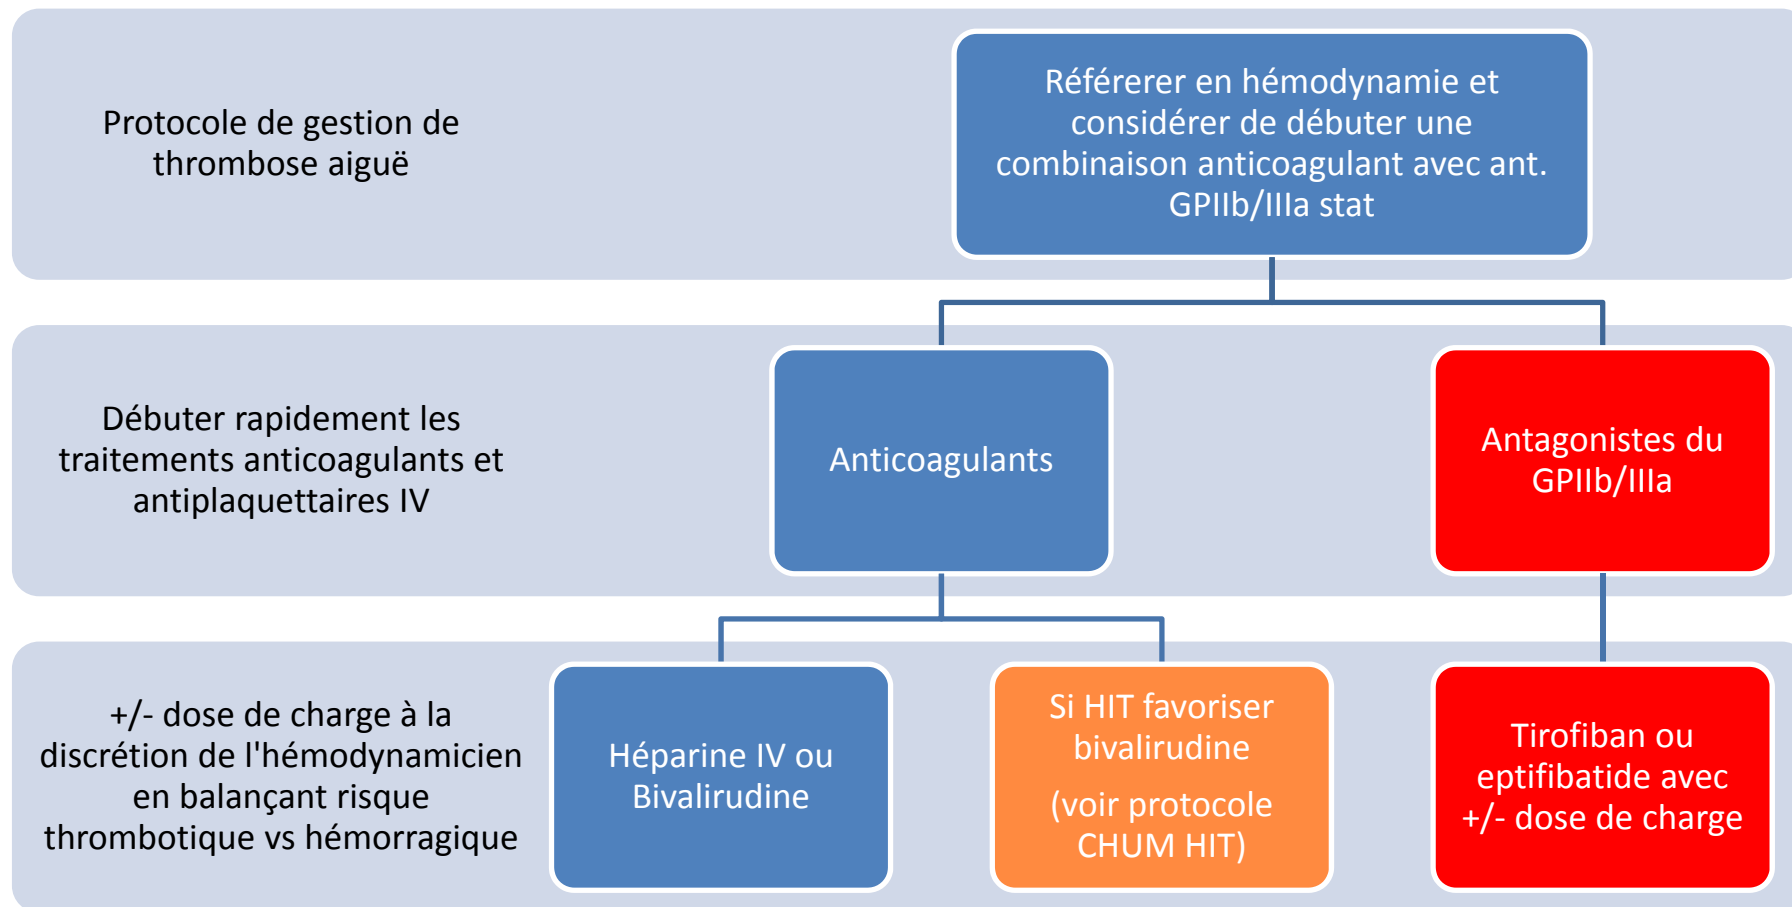 Protocole de gestion de
thrombose aiguë
Référerer en hémodynamie et
considérer de débuter une
combinaison anticoagulant avec ant.
GPIIb/IIIa stat
Débuter rapidement les
traitements anticoagulants et
antiplaquettaires IV
Anticoagulants
Antagonistes du
GPIIb/IIIa
+/- dose de charge à la
discrétion de l'hémodynamicien
en balançant risque
thrombotique vs hémorragique
Héparine IV ou
Bivalirudine
Si HIT favoriser
bivalirudine
(voir protocole
CHUM HIT)
Tirofiban ou
eptifibatide avec
+/- dose de charge